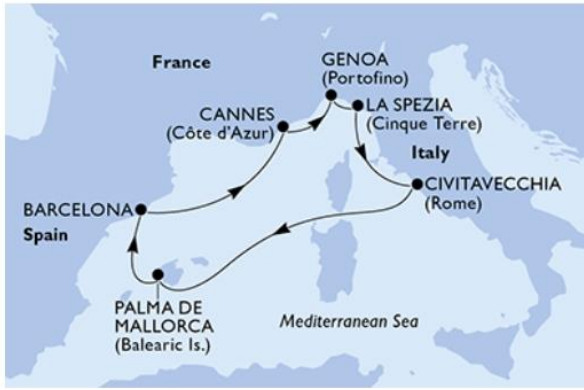 France
GENOA
(Portofino)
CANNES
(Côte d'Azur)
LA SPEZIA
(Cinque Terre)
Italy
CIVITAVECCHIA
(Rome)
BARCELONA
Spain
PALMA DE
MALLORCA
(Balearic Is.)
Mediterranean Sea